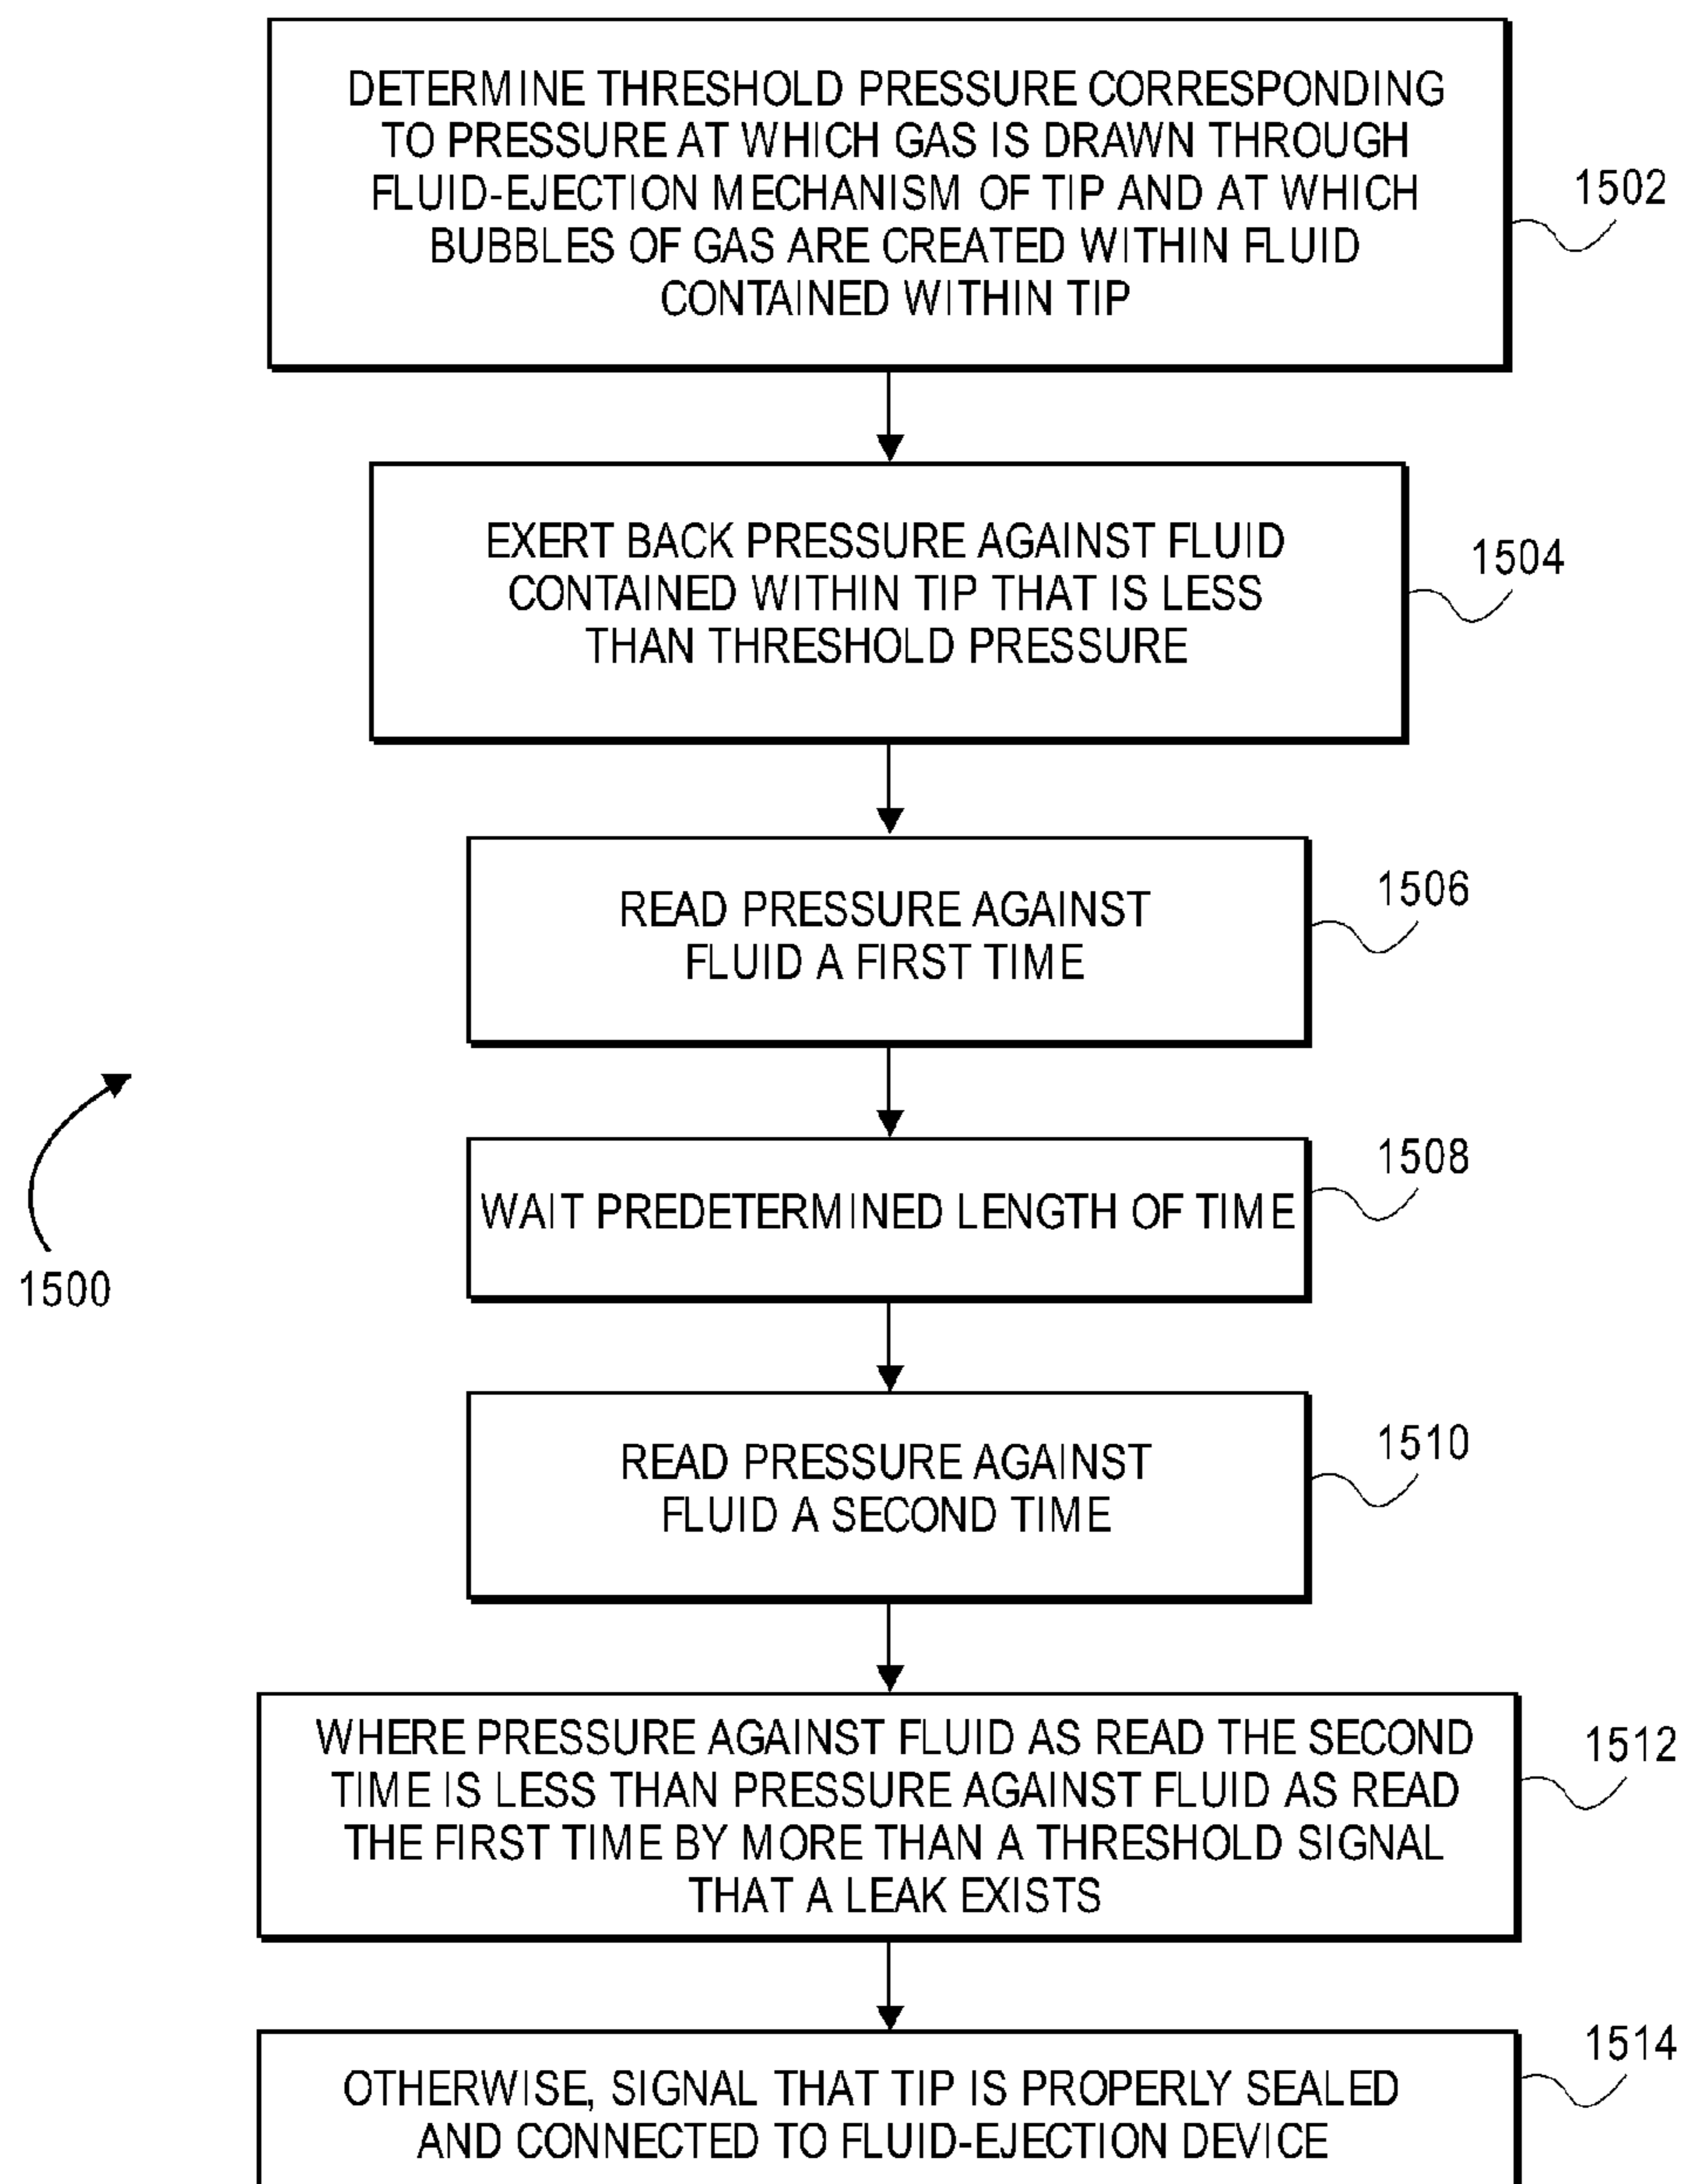 DETERMINE THRESHOLD PRESSURE CORRESPONDING
TO PRESSURE AT WHICH GAS IS DRAWN THROUGH
FLUID-EJECTION MECHANISM OF TIP AND AT WHICH
BUBBLES OF GAS ARE CREATED WITHIN FLUID
CONTAINED WITHIN TIP
1502
EXERT BACK PRESSURE AGAINST FLUID
CONTAINED WITHIN TIP THAT IS LESS
THAN THRESHOLD PRESSURE
1504
READ PRESSURE AGAINST
FLUID A FIRST TIME
1506
WAIT PREDETERMINED LENGTH OF TIME
1508
1500
READ PRESSURE AGAINST
FLUID A SECOND TIME
1510
WHERE PRESSURE AGAINST FLUID AS READ THE SECOND
TIME IS LESS THAN PRESSURE AGAINST FLUID AS READ
THE FIRST TIME BY MORE THAN A THRESHOLD SIGNAL
THAT A LEAK EXISTS
1512
OTHERWISE, SIGNAL THAT TIP IS PROPERLY SEALED
AND CONNECTED TO FLUID-EJECTION DEVICE
1514